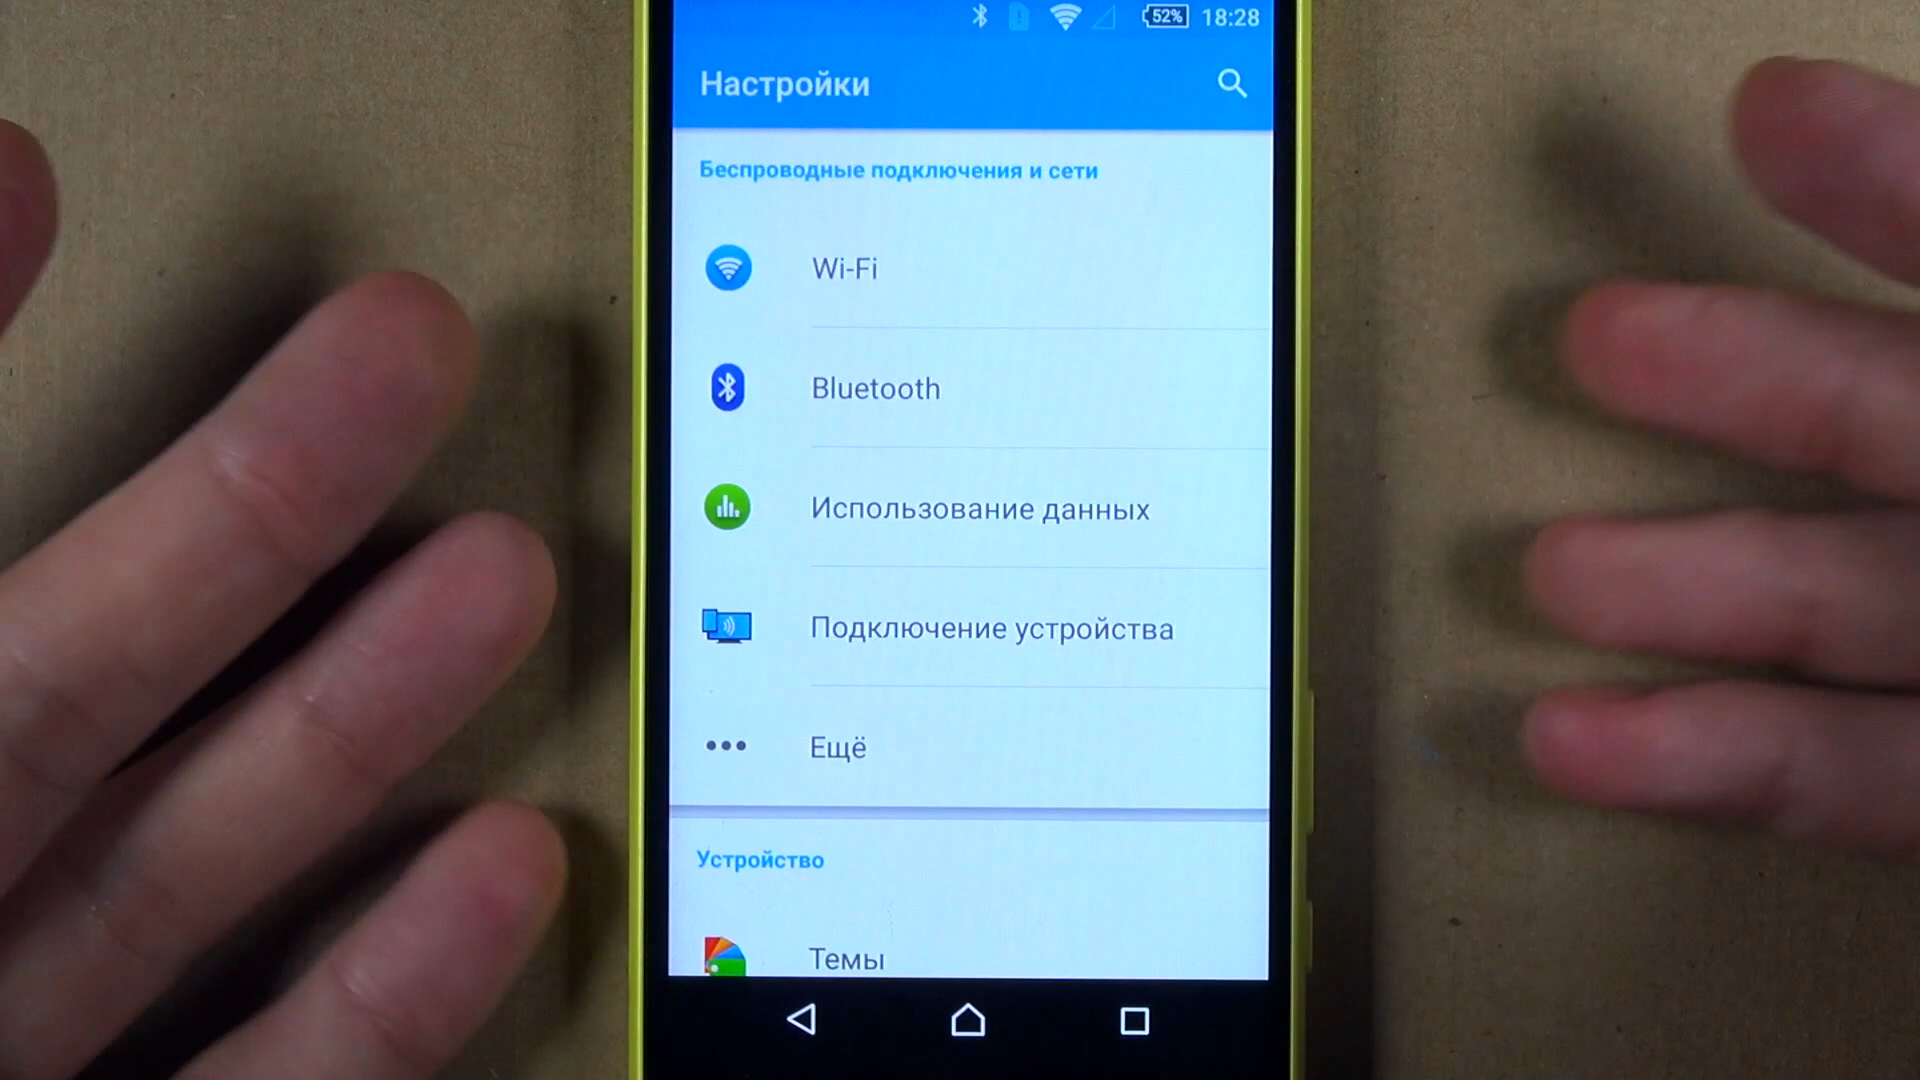 52% 18:28
Настройки
Беспроводные подключения и сети
Wi-Fi
Bluetooth
Использование данных
Подключение устройства
Ещё
Устройство
Темы